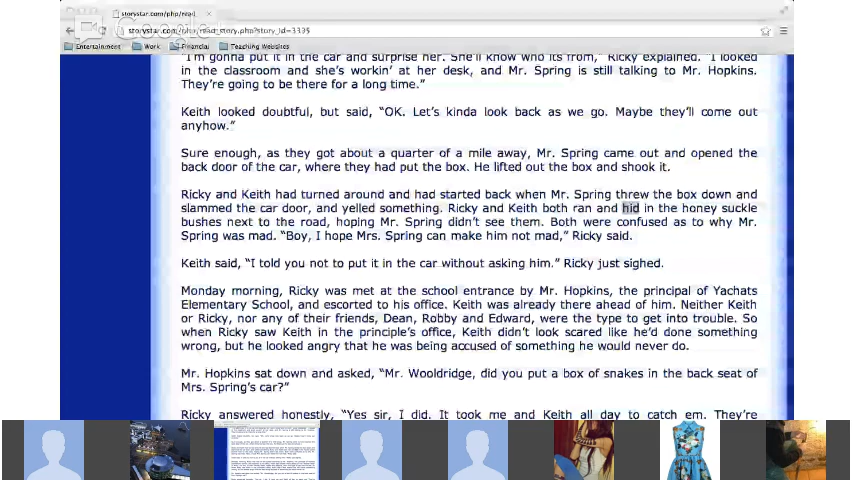 storystar.com/php/read_
storystar.com/php/read_story.php?story_id=3335
Entertainment Work Financial Teaching Websites
"I'm gonna put it in the car and surprise her. She'll know who its from," Ricky explained. "I looked
in the classroom and she's workin' at her desk, and Mr. Spring is still talking to Mr. Hopkins.
They're going to be there for a long time."
Keith looked doubtful, but said, “OK. Let's kinda look back as we go. Maybe they'll come out
anyhow.”
Sure enough, as they got about a quarter of a mile away, Mr. Spring came out and opened the
back door of the car, where they had put the box. He lifted out the box and shook it.
Ricky and Keith had turned around and had started back when Mr. Spring threw the box down and
slammed the car door, and yelled something. Ricky and Keith both ran and hid in the honey suckle
bushes next to the road, hoping Mr. Spring didn't see them. Both were confused as to why Mr.
Spring was mad. “Boy, I hope Mrs. Spring can make him not mad,” Ricky said.
Keith said, “I told you not to put it in the car without asking him.” Ricky just sighed.
Monday morning, Ricky was met at the school entrance by Mr. Hopkins, the principal of Yachats
Elementary School, and escorted to his office. Keith was already there ahead of him. Neither Keith
or Ricky, nor any of their friends, Dean, Robby and Edward, were the type to get into trouble. So
when Ricky saw Keith in the principle's office, Keith didn't look scared like he'd done something
wrong, but he looked angry that he was being accused of something he would never do.
Mr. Hopkins sat down and asked, “Mr. Wooldridge, did you put a box of snakes in the back seat of
Mrs. Spring's car?”
Ricky answered honestly, “Yes sir, I did. It took me and Keith all day to catch em. They're